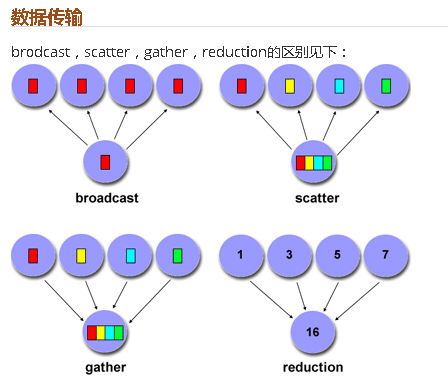 数据传输
brodcast，scatter，gather，reduction的区别见下：
broadcast
scatter
1 3 5 7
16
gather
reduction